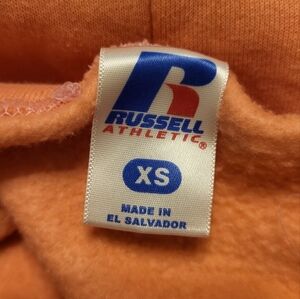 RUSSELL
ATHLETIC®
XS
MADE IN
EL SALVADOR